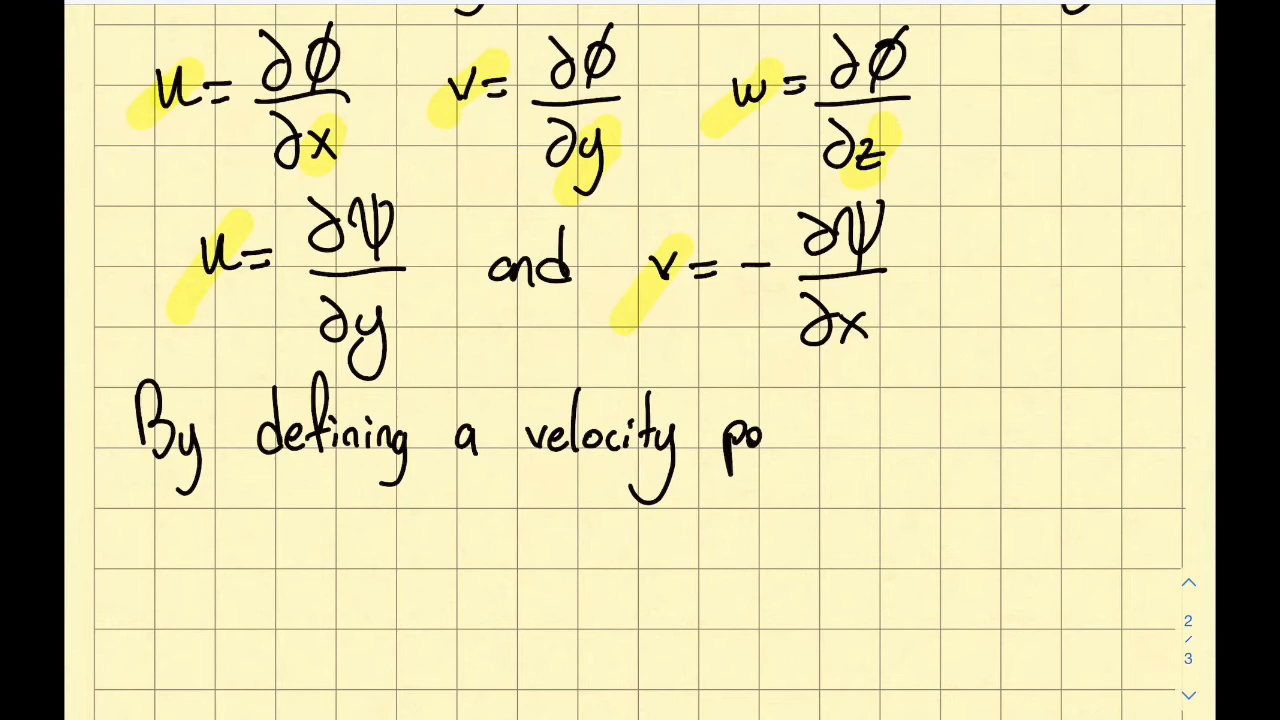 u = ∂ϕ/∂x v = ∂ϕ/∂y w = ∂ϕ/∂z
u = ∂ψ/∂y and v = - ∂ψ/∂x
By defining a velocity po
2
/
3